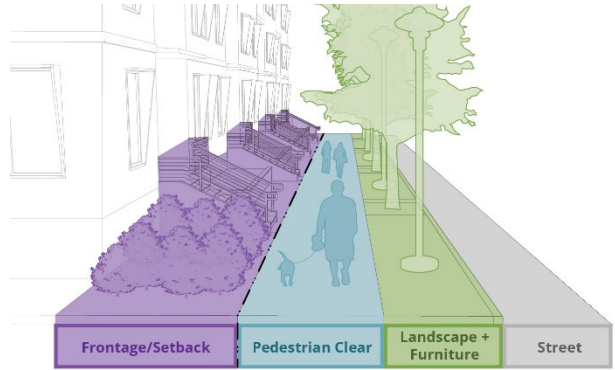 Frontage/Setback
Pedestrian Clear
Landscape +
Furniture
Street